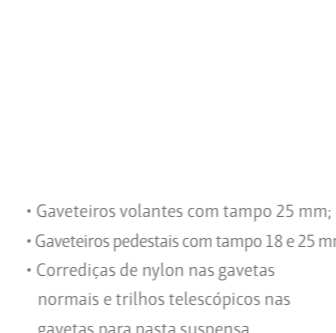 • Gaveteiros volantes com tampo 25 mm;
• Gaveteiros pedestais com tampo 18 e 25 m
• Corrediças de nylon nas gavetas
normais e trilhos telescópicos nas
gavetas para pasta suspensa